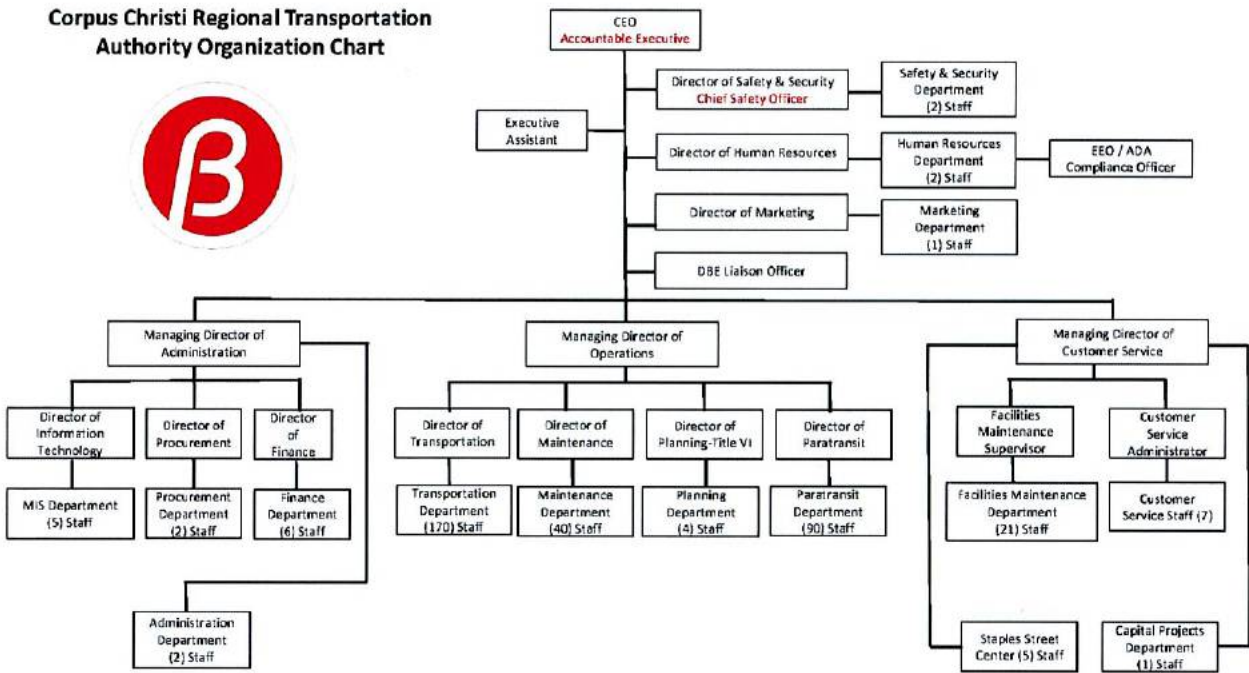 Corpus Christi Regional Transportation
Authority Organization Chart
β
CEO
Accountable Executive
Director of Safety & Security
Chief Safety Officer
Safety & Security
Department
(2) Staff
Executive
Assistant
Director of Human Resources
Human Resources
Department
(2) Staff
EEO / ADA
Compliance Officer
Director of Marketing
Marketing
Department
(1) Staff
DBE Liaison Officer
Managing Director of
Administration
Managing Director of
Operations
Managing Director of
Customer Service
Director of
Information
Technology
Director of
Procurement
Director
of
Finance
Director of
Transportation
Director of
Maintenance
Director of
Planning-Title VI
Director of
Paratransit
Facilities
Maintenance
Supervisor
Customer
Service
Administrator
MIS Department
(5) Staff
Procurement
Department
(2) Staff
Finance
Department
(6) Staff
Transportation
Department
(170) Staff
Maintenance
Department
(40) Staff
Planning
Department
(4) Staff
Paratransit
Department
(90) Staff
Facilities Maintenance
Department
(21) Staff
Customer
Service Staff (7)
Administration
Department
(2) Staff
Staples Street
Center (5) Staff
Capital Projects
Department
(1) Staff